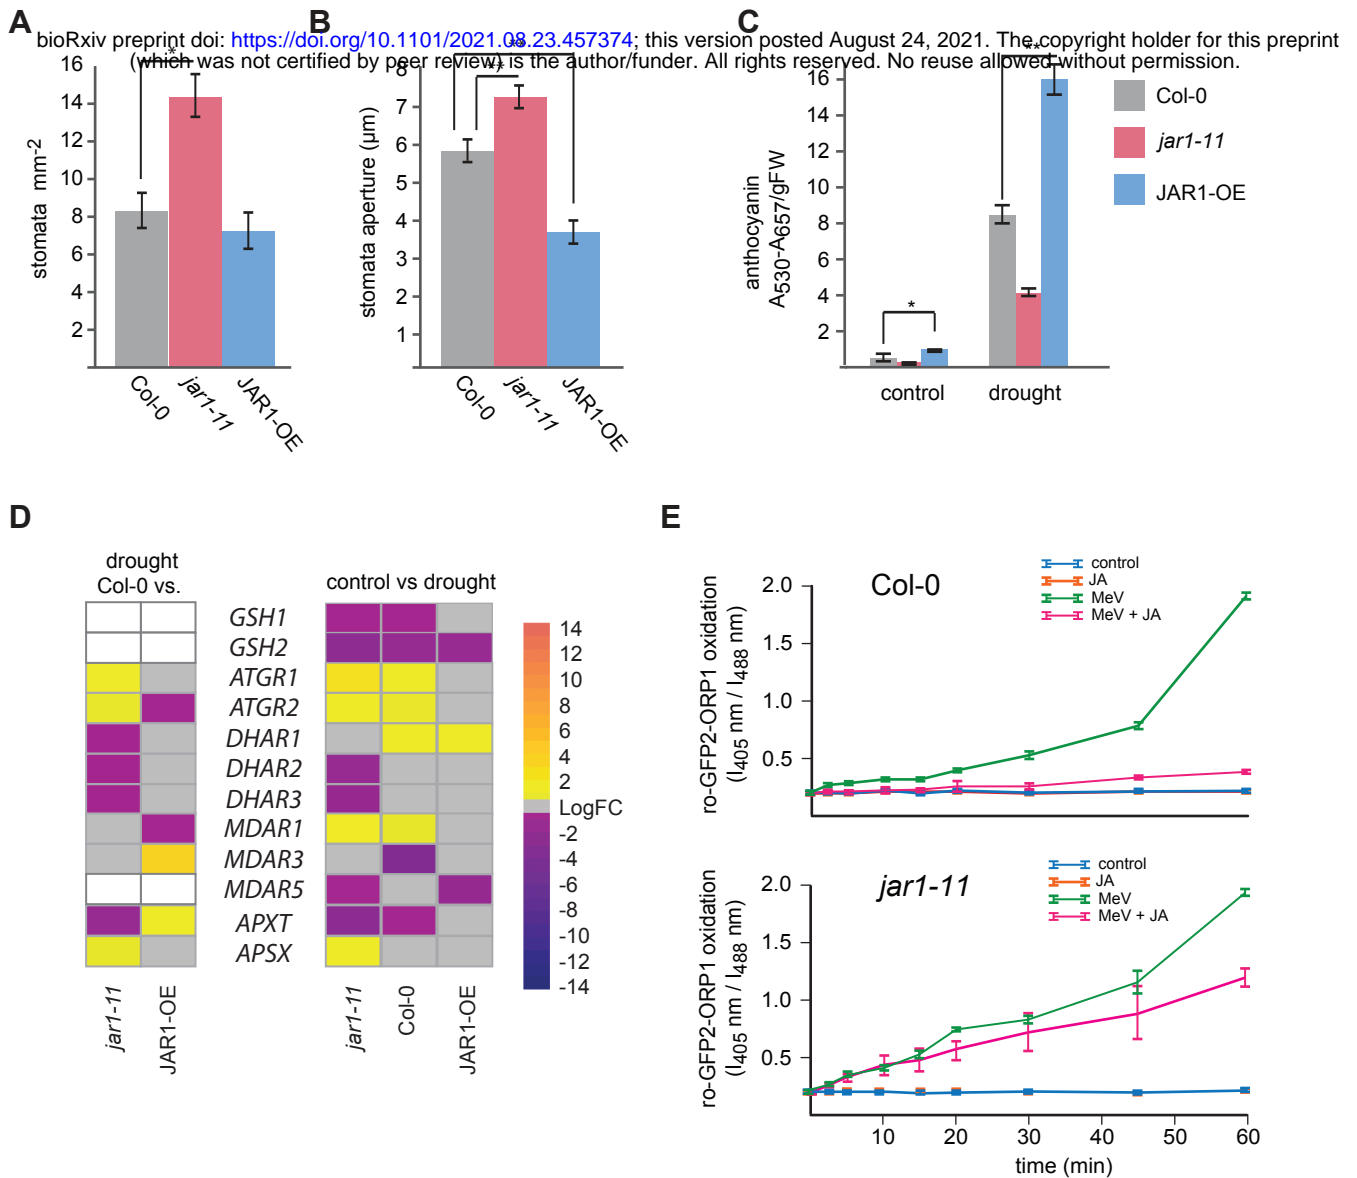 A
B
C
bioRxiv preprint doi: https://doi.org/10.1101/2021.08.23.457374; this version posted August 24, 2021. The copyright holder for this preprint
(which was not certified by peer review) is the author/funder. All rights reserved. No reuse allowed without permission.
stomata mm-2
16
14
12
10
8
6
4
2
*
Col-0
jar1-11
JAR1-OE
stomata aperture (µm)
8
7
6
5
4
3
2
1
**
**
Col-0
jar1-11
JAR1-OE
anthocyanin
A530-A657/gFW
16
14
12
10
8
6
4
2
*
**
control
drought
Col-0
jar1-11
JAR1-OE
D
drought
Col-0 vs.
control vs drought
GSH1
GSH2
ATGR1
ATGR2
DHAR1
DHAR2
DHAR3
MDAR1
MDAR3
MDAR5
APXT
APSX
jar1-11
JAR1-OE
jar1-11
Col-0
JAR1-OE
14
12
10
8
6
4
2
LogFC
-2
-4
-6
-8
-10
-12
-14
E
Col-0
control
JA
MeV
MeV + JA
ro-GFP2-ORP1 oxidation
(I405 nm / I488 nm)
2.0
1.5
1.0
0.5
jar1-11
control
JA
MeV
MeV + JA
ro-GFP2-ORP1 oxidation
(I405 nm / I488 nm)
2.0
1.5
1.0
0.5
10 20 30 40 50 60
time (min)